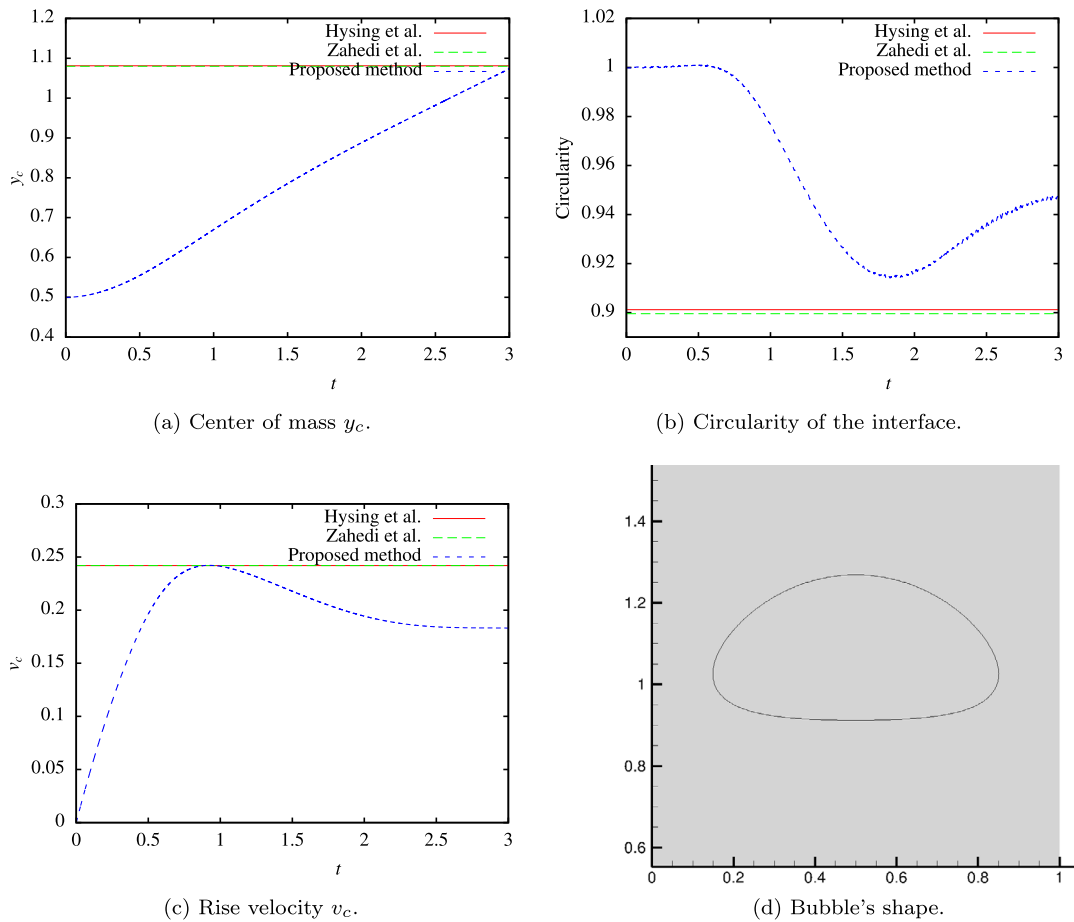 1.2
1.1
1
0.9
0.8
0.7
0.6
0.5
0.4
y_c
Hysing et al.
Zahedi et al.
Proposed method
0 0.5 1 1.5 2 2.5 3
t
(a) Center of mass y_c.
1.02
1
0.98
0.96
0.94
0.92
0.9
Circularity
Hysing et al.
Zahedi et al.
Proposed method
0 0.5 1 1.5 2 2.5 3
t
(b) Circularity of the interface.
0.3
0.25
0.2
0.15
0.1
0.05
0
v_c
Hysing et al.
Zahedi et al.
Proposed method
0 0.5 1 1.5 2 2.5 3
t
(c) Rise velocity v_c.
1.4
1.2
1
0.8
0.6
0 0.2 0.4 0.6 0.8 1
(d) Bubble's shape.